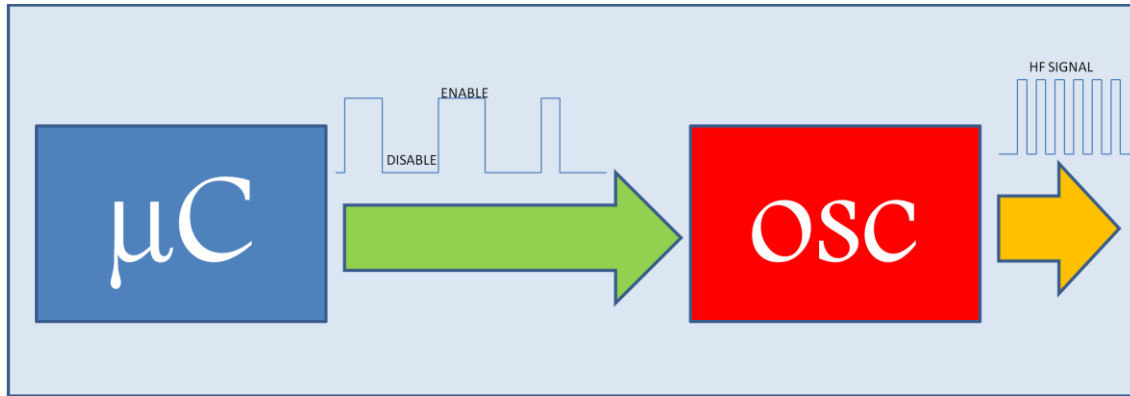 HF SIGNAL
ENABLE
DISABLE
µC
OSC